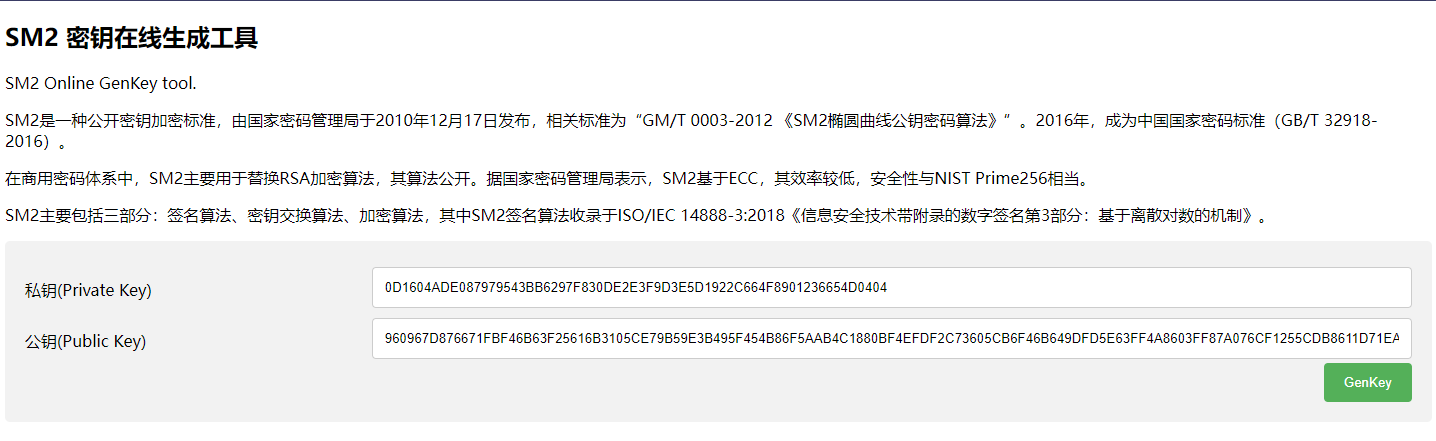 SM2 密钥在线生成工具
SM2 Online GenKey tool.
SM2是一种公开密钥加密标准，由国家密码管理局于2010年12月17日发布，相关标准为“GM/T 0003-2012 《SM2椭圆曲线公钥密码算法》”。2016年，成为中国国家密码标准（GB/T 32918-
2016）。
在商用密码体系中，SM2主要用于替换RSA加密算法，其算法公开。据国家密码管理局表示，SM2基于ECC，其效率较低，安全性与NIST Prime256相当。
SM2主要包括三部分：签名算法、密钥交换算法、加密算法，其中SM2签名算法收录于ISO/IEC 14888-3:2018《信息安全技术带附录的数字签名第3部分：基于离散对数的机制》。
私钥(Private Key)
0D1604ADE087979543BB6297F830DE2E3F9D3E5D1922C664F8901236654D0404
公钥(Public Key)
960967D876671FBF46B63F25616B3105CE79B59E3B495F454B86F5AAB4C1880BF4EFDF2C73605CB6F46B649DFD5E63FF4A8603FF87A076CF1255CDB8611D71EA
GenKey